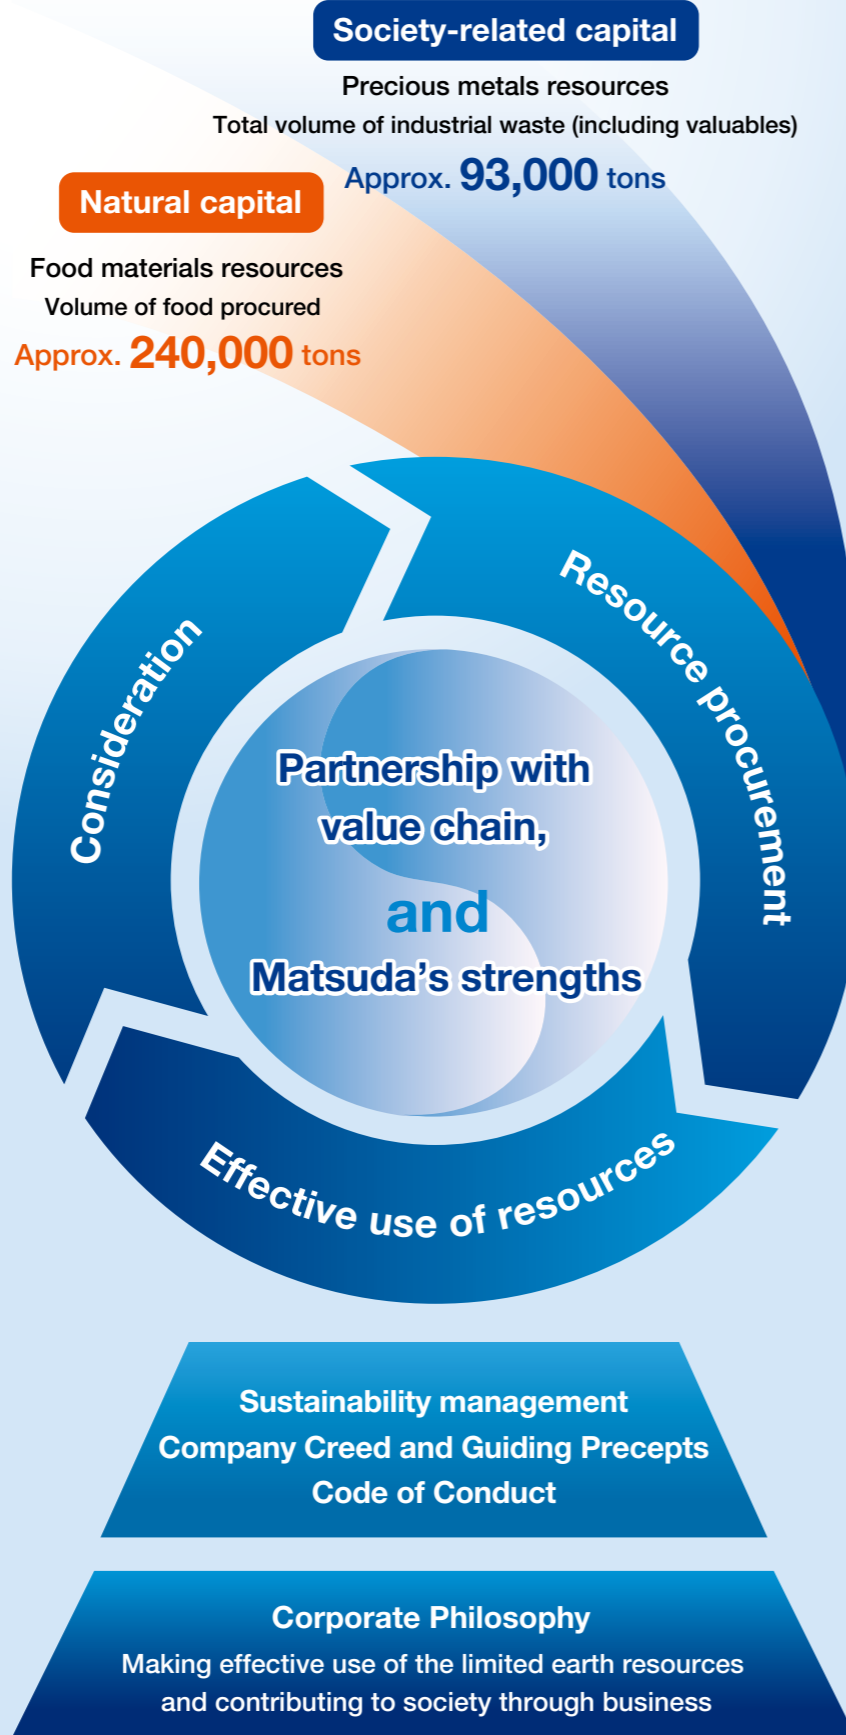 Society-related capital
Precious metals resources
Total volume of industrial waste (including valuables)
Approx. 93,000 tons
Natural capital
Food materials resources
Volume of food procured
Approx. 240,000 tons
Resource procurement
Consideration
Partnership with
value chain,
and
Matsuda's strengths
Effective use of resources
Sustainability management
Company Creed and Guiding Precepts
Code of Conduct
Corporate Philosophy
Making effective use of the limited earth resources
and contributing to society through business